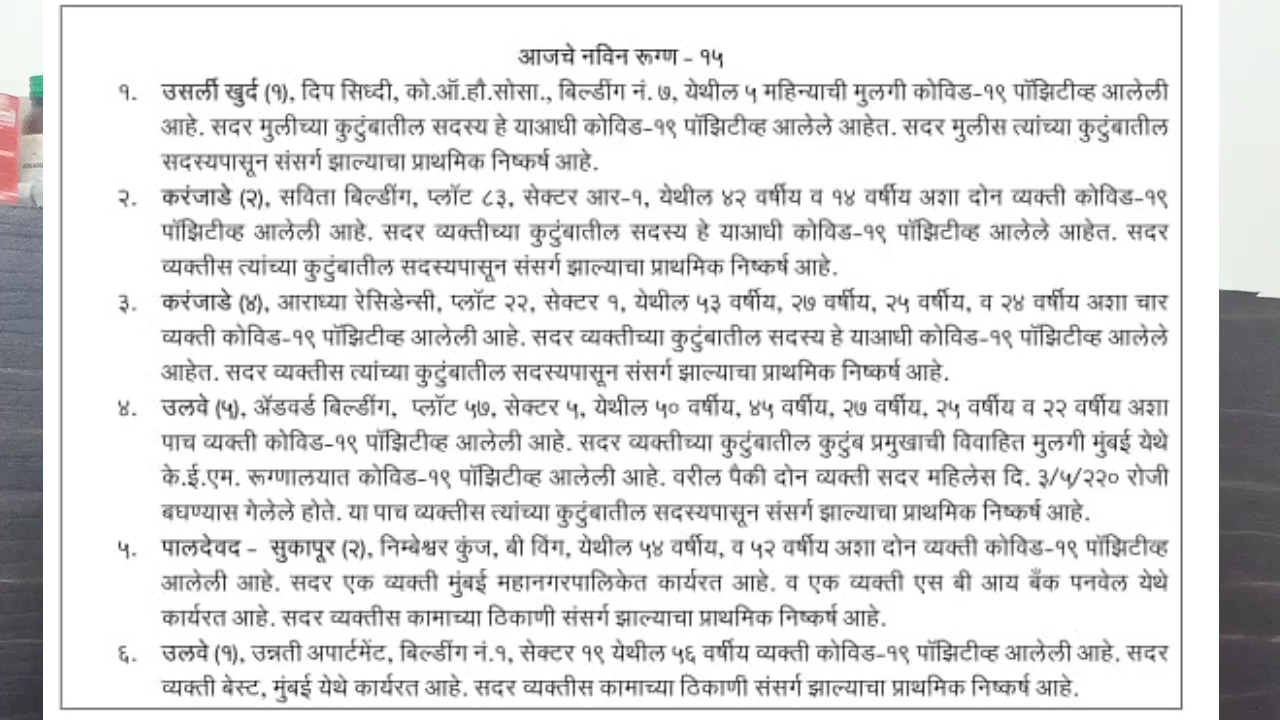 आजचे नविन रूग्ण - १५
१. उसर्ली खुर्द (१), दिप सिध्दी, को.ऑ.हौ.सोसा., बिल्डींग नं. ७, येथील ५ महिन्याची मुलगी कोविड-१९ पॉझिटीव्ह आलेली
आहे. सदर मुलीच्या कुटुंबातील सदस्य हे याआधी कोविड-१९ पॉझिटीव्ह आलेले आहेत. सदर मुलीस त्यांच्या कुटुंबातील
सदस्यपासून संसर्ग झाल्याचा प्राथमिक निष्कर्ष आहे.
२. करंजाडे (२), सविता बिल्डींग, प्लॉट ८३, सेक्टर आर-१, येथील ४२ वर्षीय व १४ वर्षीय अशा दोन व्यक्ती कोविड-१९
पॉझिटीव्ह आलेली आहे. सदर व्यक्तीच्या कुटुंबातील सदस्य हे याआधी कोविड-१९ पॉझिटीव्ह आलेले आहेत. सदर
व्यक्तीस त्यांच्या कुटुंबातील सदस्यपासून संसर्ग झाल्याचा प्राथमिक निष्कर्ष आहे.
३. करंजाडे (४), आराध्या रेसिडेन्सी, प्लॉट २२, सेक्टर १, येथील ५३ वर्षीय, २७ वर्षीय, २५ वर्षीय, व २४ वर्षीय अशा चार
व्यक्ती कोविड-१९ पॉझिटीव्ह आलेली आहे. सदर व्यक्तीच्या कुटुंबातील सदस्य हे याआधी कोविड-१९ पॉझिटीव्ह आलेले
आहेत. सदर व्यक्तीस त्यांच्या कुटुंबातील सदस्यपासून संसर्ग झाल्याचा प्राथमिक निष्कर्ष आहे.
४. उलवे (५), ॲडवर्ड बिल्डींग, प्लॉट ५७, सेक्टर ५, येथील ५० वर्षीय, ४५ वर्षीय, २७ वर्षीय, २५ वर्षीय व २२ वर्षीय अशा
पाच व्यक्ती कोविड-१९ पॉझिटीव्ह आलेली आहे. सदर व्यक्तीच्या कुटुंबातील कुटुंब प्रमुखाची विवाहित मुलगी मुंबई येथे
के.ई.एम. रूग्णालयात कोविड-१९ पॉझिटीव्ह आलेली आहे. वरील पैकी दोन व्यक्ती सदर महिलेस दि. ३/५/२२० रोजी
बघण्यास गेलेले होते. या पाच व्यक्तीस त्यांच्या कुटुंबातील सदस्यपासून संसर्ग झाल्याचा प्राथमिक निष्कर्ष आहे.
५. पालदेवद - सुकापूर (२), निम्बेश्वर कुंज, बी विंग, येथील ५४ वर्षीय, व ५२ वर्षीय अशा दोन व्यक्ती कोविड-१९ पॉझिटीव्ह
आलेली आहे. सदर एक व्यक्ती मुंबई महानगरपालिकेत कार्यरत आहे. व एक व्यक्ती एस बी आय बँक पनवेल येथे
कार्यरत आहे. सदर व्यक्तीस कामाच्या ठिकाणी संसर्ग झाल्याचा प्राथमिक निष्कर्ष आहे.
६. उलवे (१), उन्नती अपार्टमेंट, बिल्डींग नं.१, सेक्टर १९ येथील ५६ वर्षीय व्यक्ती कोविड-१९ पॉझिटीव्ह आलेली आहे. सदर
व्यक्ती बेस्ट, मुंबई येथे कार्यरत आहे. सदर व्यक्तीस कामाच्या ठिकाणी संसर्ग झाल्याचा प्राथमिक निष्कर्ष आहे.